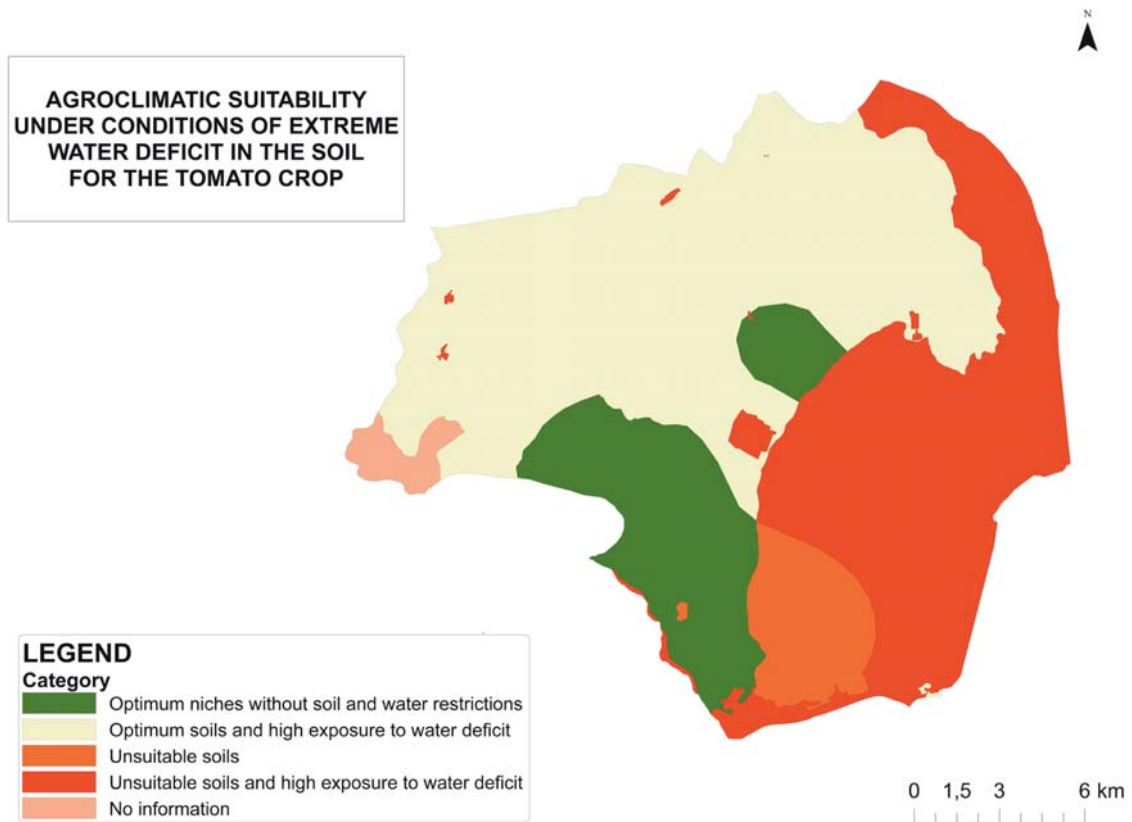 N
AGROCLIMATIC SUITABILITY
UNDER CONDITIONS OF EXTREME
WATER DEFICIT IN THE SOIL
FOR THE TOMATO CROP
LEGEND
Category
Optimum niches without soil and water restrictions
Optimum soils and high exposure to water deficit
Unsuitable soils
Unsuitable soils and high exposure to water deficit
No information
0 1,5 3 6 km